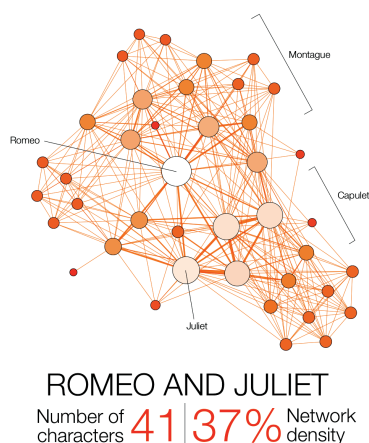 Montague
Romeo
Capulet
Juliet
ROMEO AND JULIET
Number of characters 41 | 37% Network density